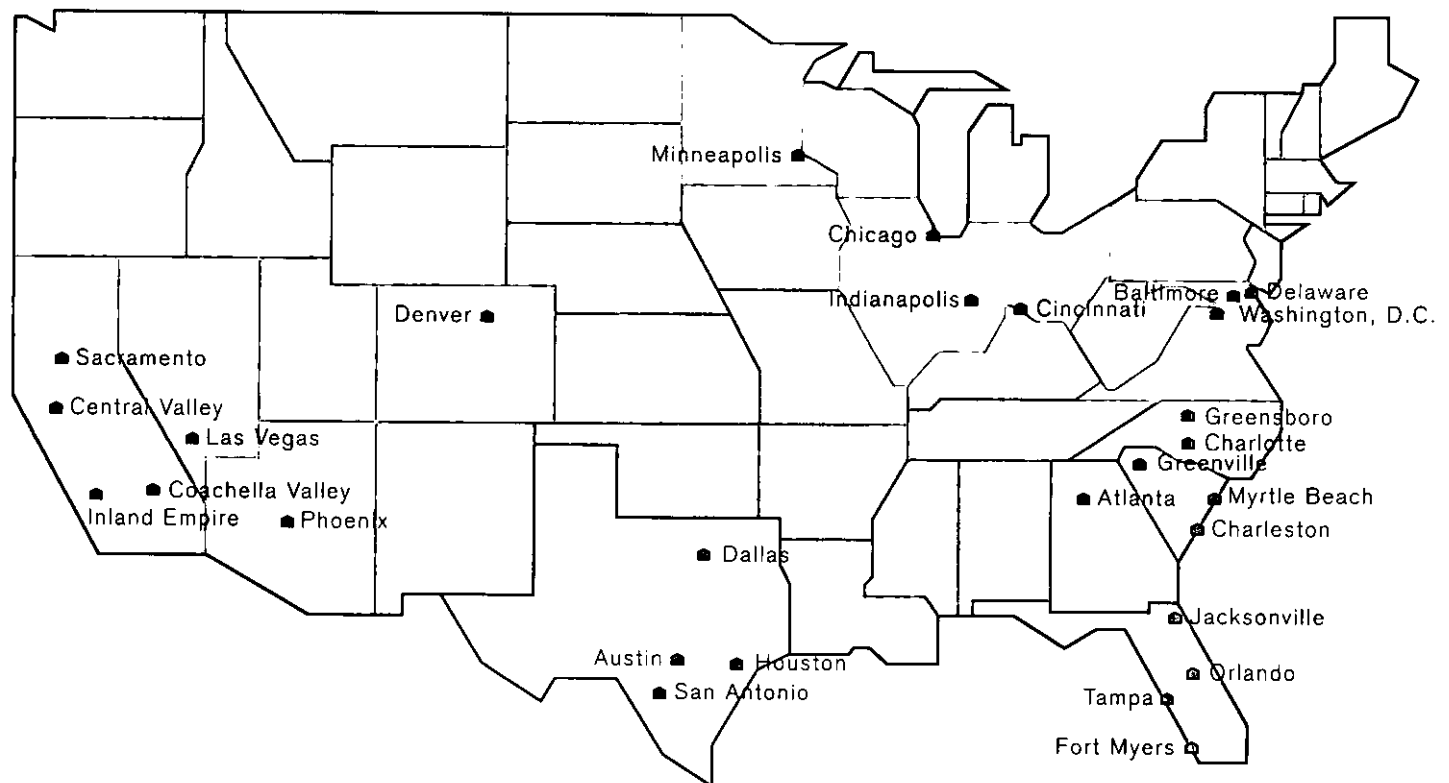 Minneapolis
Chicago
Indianapolis
Cincinnati
Baltimore
Delaware
Washington, D.C.
Denver
Sacramento
Central Valley
Las Vegas
Coachella Valley
Inland Empire
Phoenix
Greensboro
Charlotte
Greenville
Atlanta
Myrtle Beach
Charleston
Dallas
Jacksonville
Austin
Houston
San Antonio
Orlando
Tampa
Fort Myers